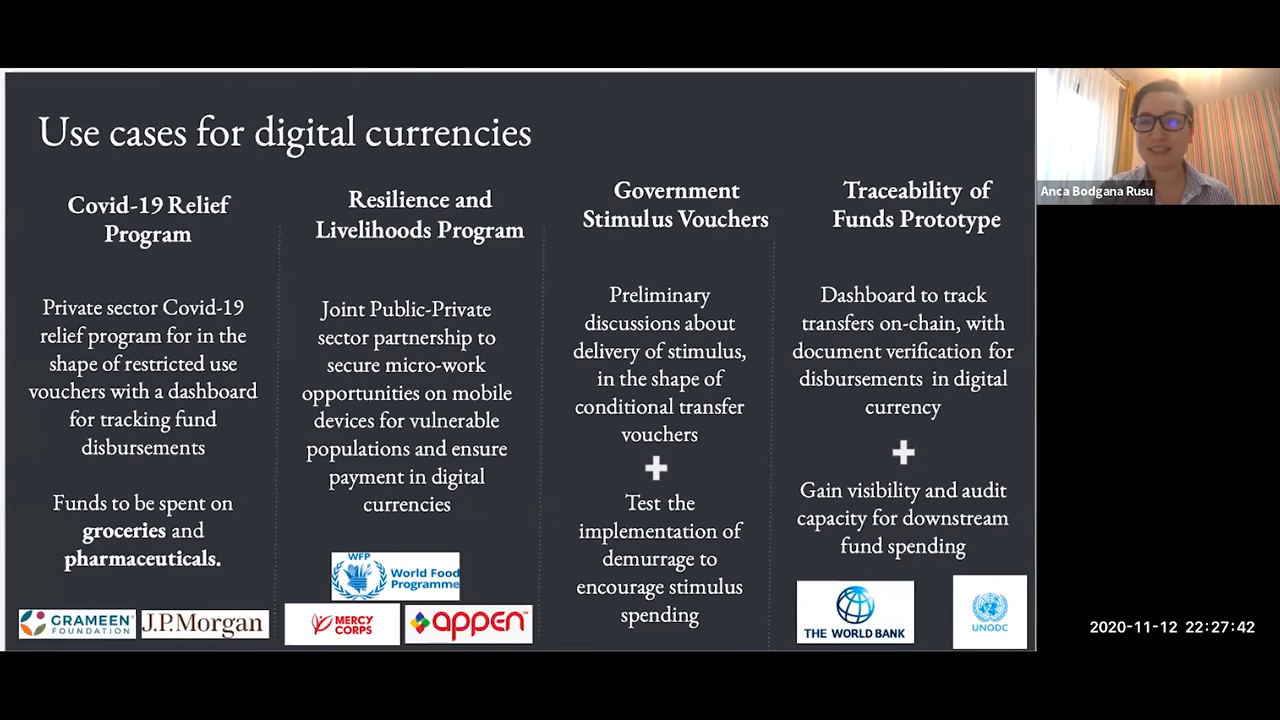 Use cases for digital currencies
Covid-19 Relief
Program
Private sector Covid-19
relief program for in the
shape of restricted use
vouchers with a dashboard
for tracking fund
disbursements
Funds to be spent on
groceries and
pharmaceuticals.
GRAMEEN
FOUNDATION
J.P.Morgan
Resilience and
Livelihoods Program
Joint Public-Private
sector partnership to
secure micro-work
opportunities on mobile
devices for vulnerable
populations and ensure
payment in digital
currencies
WFP
World Food
Programme
MERCY
CORPS
appen
Government
Stimulus Vouchers
Preliminary
discussions about
delivery of stimulus,
in the shape of
conditional transfer
vouchers
+
Test the
implementation of
demurrage to
encourage stimulus
spending
Traceability of
Funds Prototype
Dashboard to track
transfers on-chain, with
document verification for
disbursements in digital
currency
+
Gain visibility and audit
capacity for downstream
fund spending
THE WORLD BANK
UNODC
Anca Bodgana Rusu
2020-11-12 22:27:42